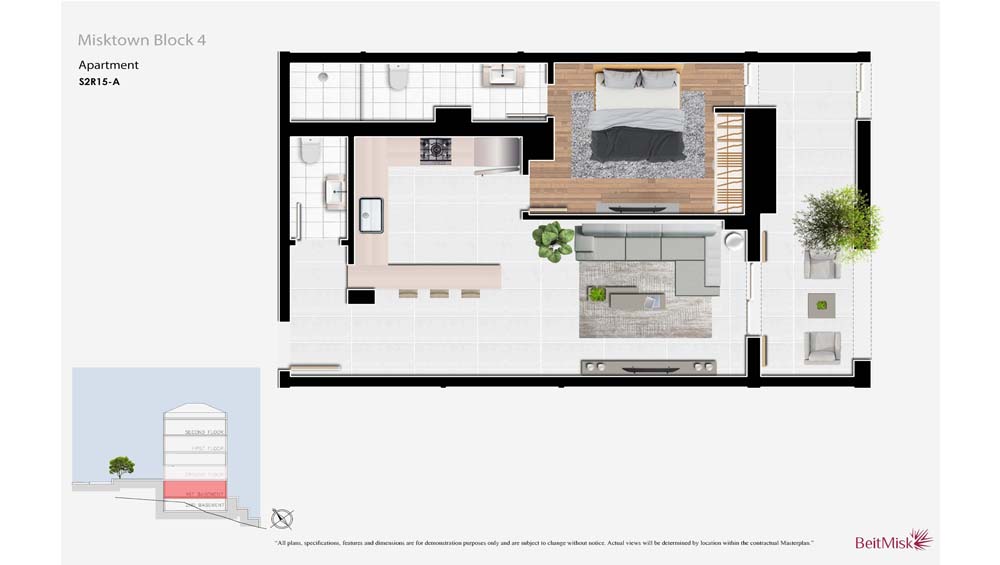 Misktown Block 4
Apartment
S2R15-A
SECOND FLOOR
FIRST FLOOR
GROUND FLOOR
1ST BASEMENT
2ND BASEMENT
"All plans, specifications, features and dimensions are for demonstration purposes only and are subject to change without notice. Actual views will be determined by location within the contractual Masterplan."
BeitMisk